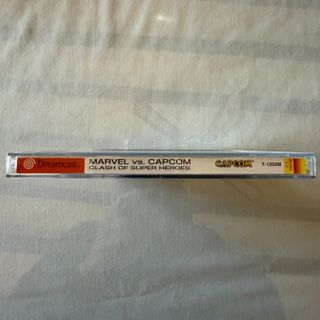 Dreamcast
MARVEL vs. CAPCOM
CLASH OF SUPER HEROES
CAPCOM
T-1202M